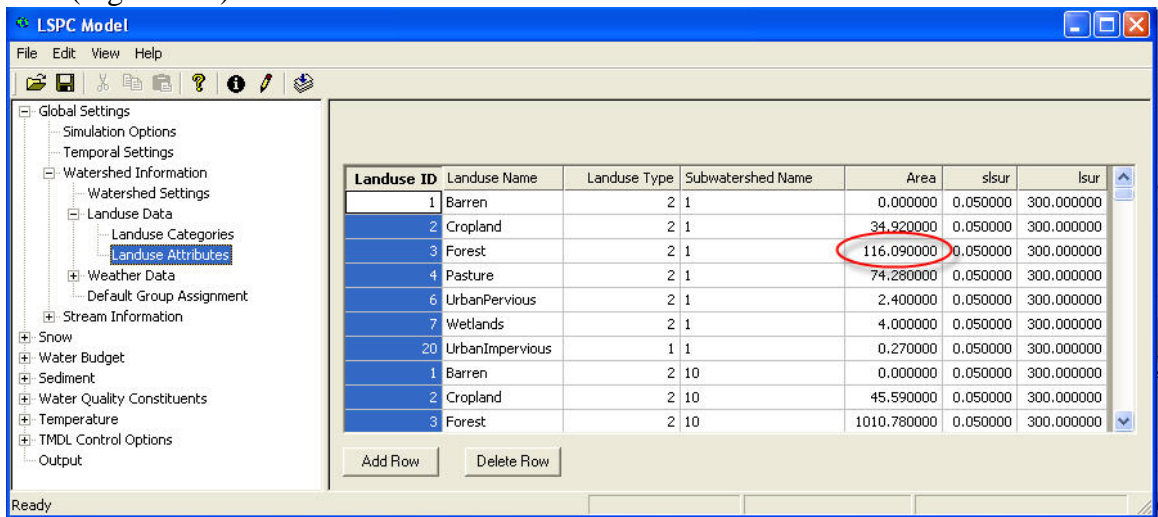 LSPC Model
File Edit View Help
Global Settings
Simulation Options
Temporal Settings
Watershed Information
Watershed Settings
Landuse Data
Landuse Categories
Landuse Attributes
Weather Data
Default Group Assignment
Stream Information
Snow
Water Budget
Sediment
Water Quality Constituents
Temperature
TMDL Control Options
Output
Landuse ID Landuse Name Landuse Type Subwatershed Name Area slsur lsur
1 Barren 2 1 0.000000 0.050000 300.000000
2 Cropland 2 1 34.920000 0.050000 300.000000
3 Forest 2 1 116.090000 0.050000 300.000000
4 Pasture 2 1 74.280000 0.050000 300.000000
6 UrbanPervious 2 1 2.400000 0.050000 300.000000
7 Wetlands 2 1 4.000000 0.050000 300.000000
20 UrbanImpervious 1 1 0.270000 0.050000 300.000000
1 Barren 2 10 0.000000 0.050000 300.000000
2 Cropland 2 10 45.590000 0.050000 300.000000
3 Forest 2 10 1010.780000 0.050000 300.000000
Add Row Delete Row
Ready